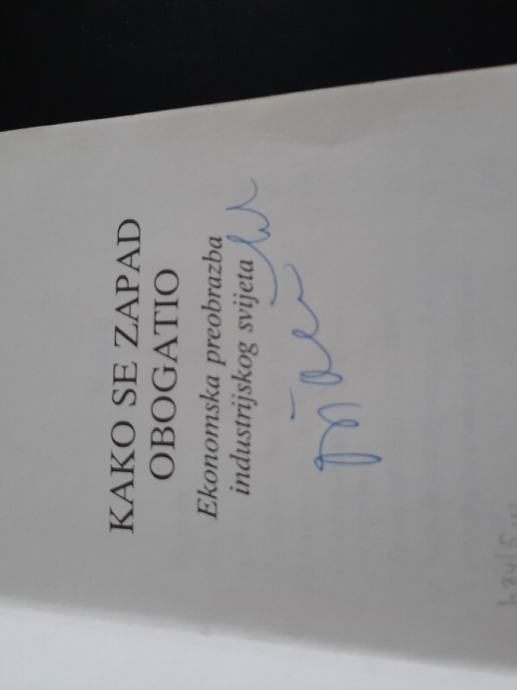 KAKO SE ZAPAD
OBOGATIO
Ekonomska preobrazba
industrijskog svijeta